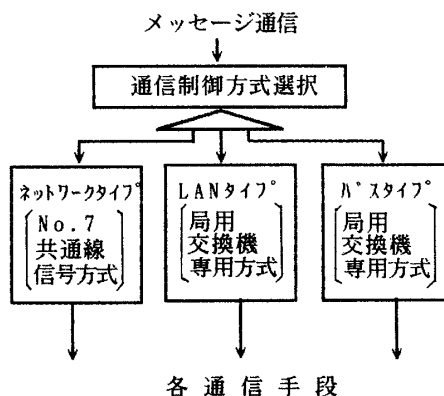 メッセージ通信
通信制御方式選択
ネットワークタイプ
No.7
共通線
信号方式
LANタイプ
局用
交換機
専用方式
バスタイプ
局用
交換機
専用方式
各通信手段